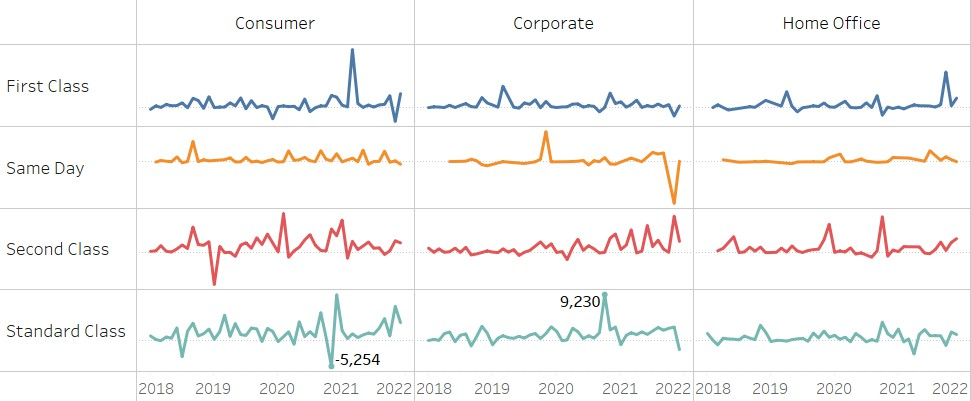 Consumer Corporate Home Office
First Class
Same Day
Second Class
9,230
Standard Class
-5,254
2018 2019 2020 2021 2022 2018 2019 2020 2021 2022 2018 2019 2020 2021 2022